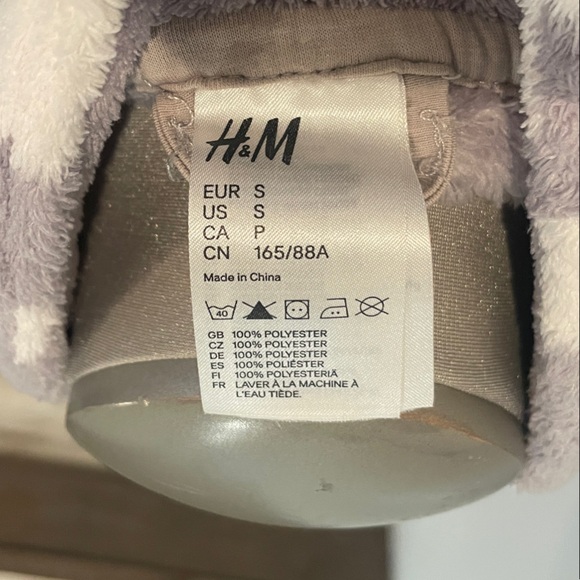 H&M
EUR S
US S
CA P
CN 165/88A
Made in China
40
GB 100% POLYESTER
CZ 100% POLYESTER
DE 100% POLYESTER
ES 100% POLIÉSTER
FI 100% POLYESTERIÄ
FR LAVER À LA MACHINE À
L'EAU TIÈDE.